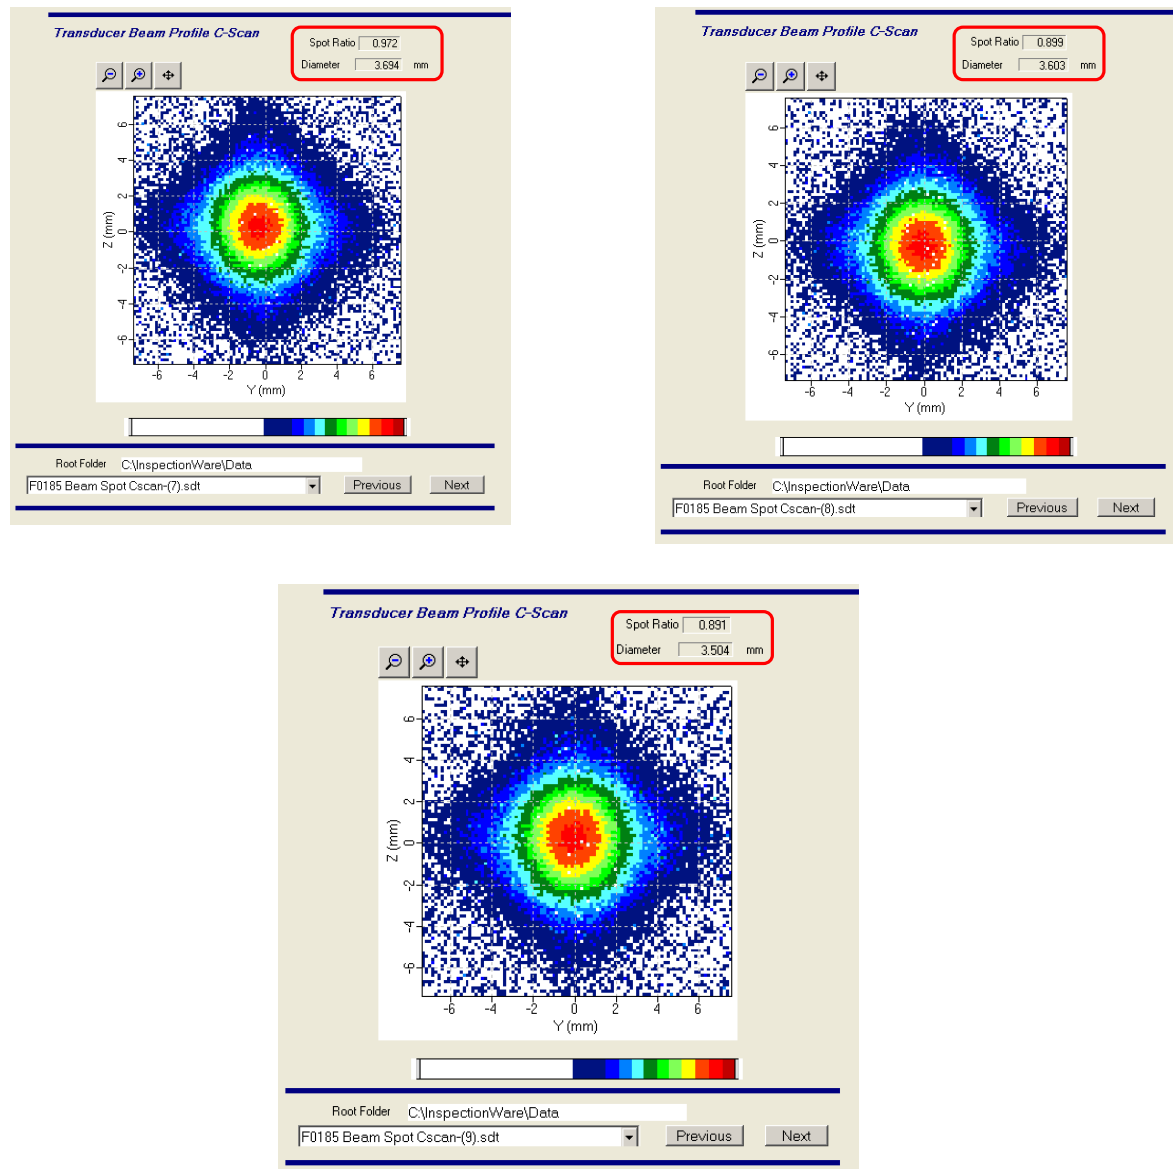 Transducer Beam Profile C-Scan
Spot Ratio 0.972
Diameter 3.694 mm
6
4
2
0
-2
-4
-6
Z (mm)
-6 -4 -2 0 2 4 6
Y (mm)
Root Folder C:\InspectionWare\Data
F0185 Beam Spot Cscan-(7).sdt Previous Next
Transducer Beam Profile C-Scan
Spot Ratio 0.899
Diameter 3.603 mm
6
4
2
0
-2
-4
-6
Z (mm)
-6 -4 -2 0 2 4 6
Y (mm)
Root Folder C:\InspectionWare\Data
F0185 Beam Spot Cscan-(8).sdt Previous Next
Transducer Beam Profile C-Scan
Spot Ratio 0.891
Diameter 3.504 mm
6
4
2
0
-2
-4
-6
Z (mm)
-6 -4 -2 0 2 4 6
Y (mm)
Root Folder C:\InspectionWare\Data
F0185 Beam Spot Cscan-(9).sdt Previous Next